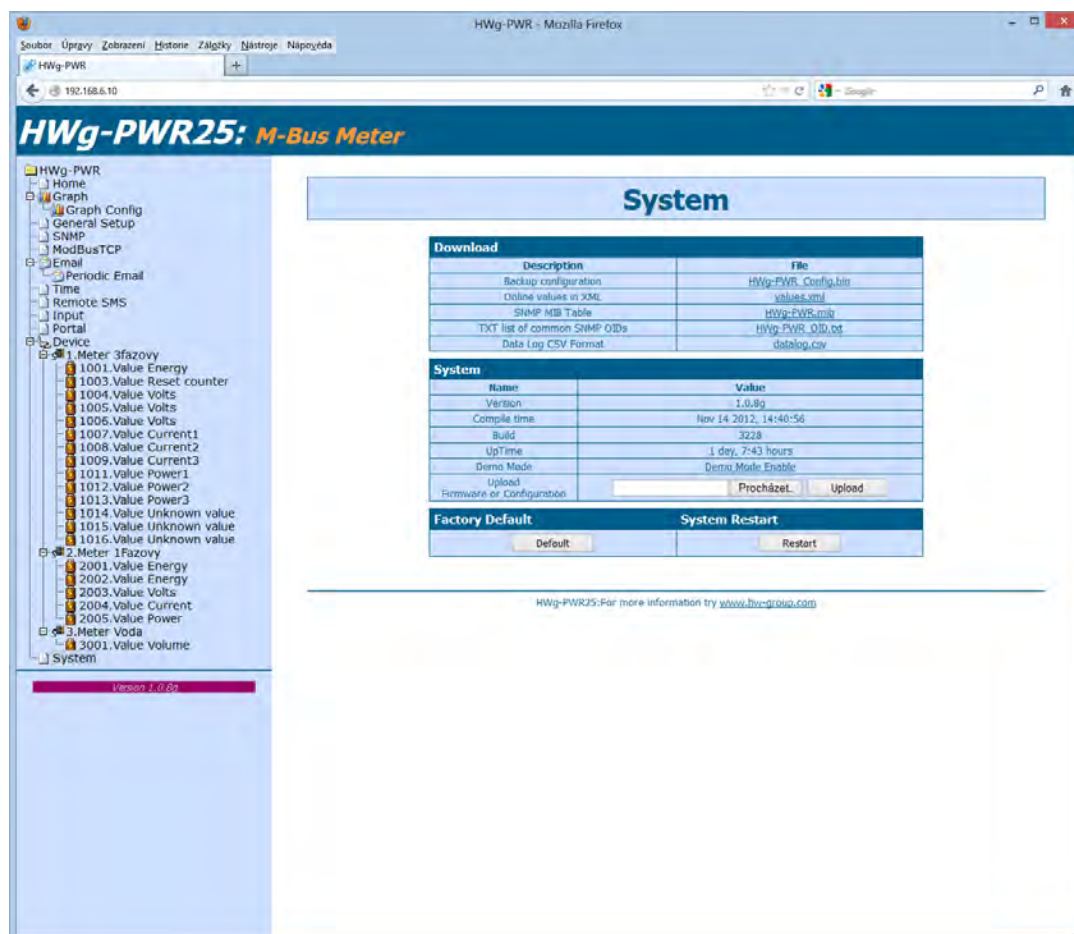 HWg-PWR - Mozilla Firefox
Soubor Úpravy Zobrazení Historie Záložky Nástroje Nápověda
HWg-PWR +
192.168.6.10
Google
HWg-PWR25: M-Bus Meter
HWg-PWR
Home
Graph
Graph Config
General Setup
SNMP
ModBusTCP
Email
Periodic Email
Time
Remote SMS
Input
Portal
Device
1.Meter 3fazovy
1001.Value Energy
1003.Value Reset counter
1004.Value Volts
1005.Value Volts
1006.Value Volts
1007.Value Current1
1008.Value Current2
1009.Value Current3
1011.Value Power1
1012.Value Power2
1013.Value Power3
1014.Value Unknown value
1015.Value Unknown value
1016.Value Unknown value
2.Meter 1Fazovy
2001.Value Energy
2002.Value Energy
2003.Value Volts
2004.Value Current
2005.Value Power
3.Meter Voda
3001.Value Volume
System
Version 1.0.8g
System
Download
Description File
Backup configuration HWg-PWR_Config.bin
Online values in XML values.xml
SNMP MIB Table HWg-PWR.mib
TXT list of common SNMP OIDs HWg-PWR_OID.txt
Data Log CSV Format datalog.csv
System
Name Value
Version 1.0.8g
Compile time Nov 14 2012, 14:40:56
Build 3228
UpTime 1 day, 7:43 hours
Demo Mode Demo Mode Enable
Upload
Firmware or Configuration Procházet... Upload
Factory Default System Restart
Default Restart
HWg-PWR25:For more information try www.hw-group.com